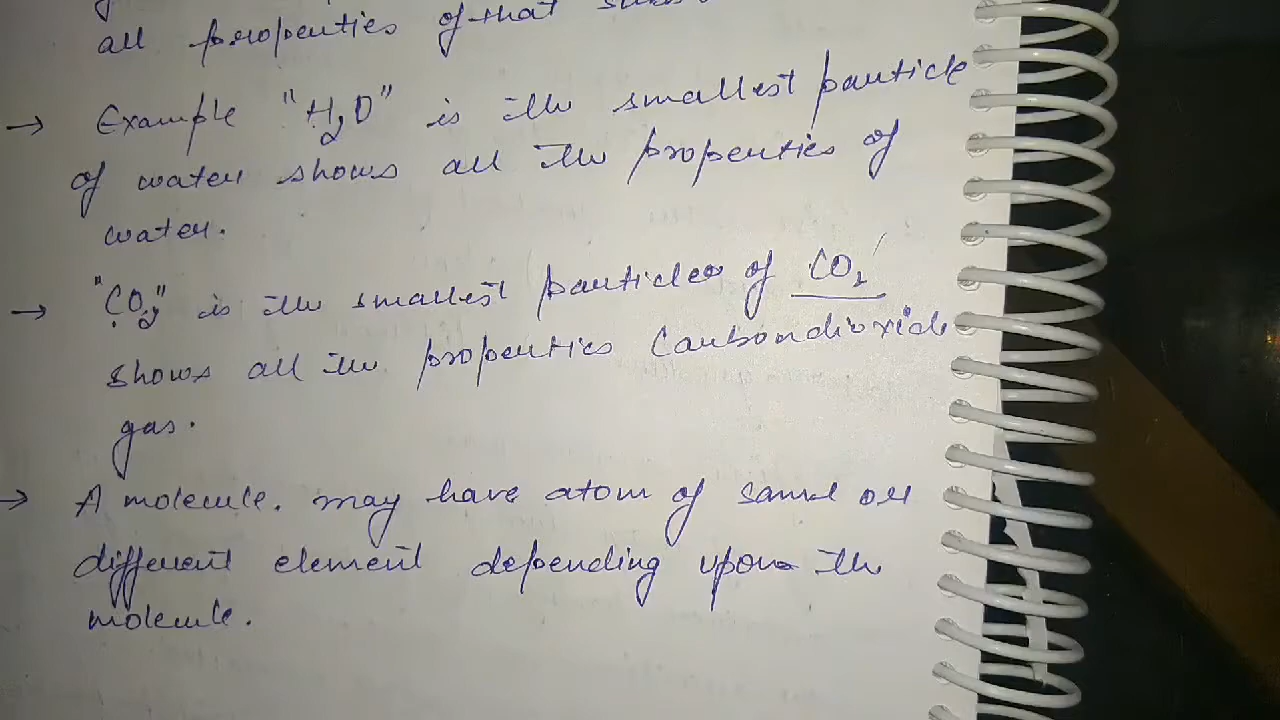 all properties of that
→ Example "H₂O" is the smallest particle
of water shows all the properties of
water.
→ "CO₂" is the smallest particles of CO₂
shows all the properties Carbondioxide
gas.
→ A molecule. may have atom of same or
different element depending upon the
molecule.